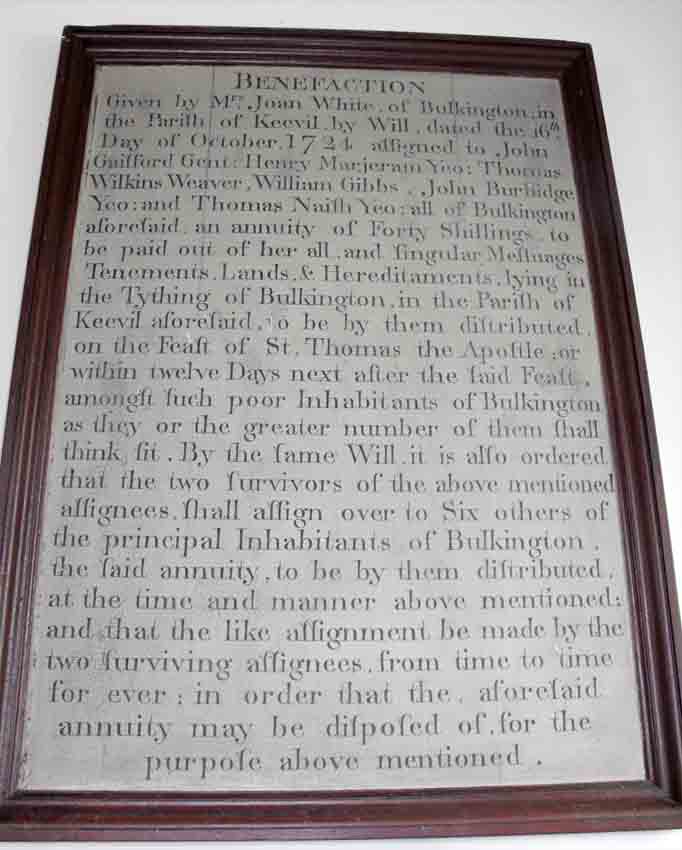 BENEFACTION
Given by Mrs. Joan White, of Bulkington, in
the Pariſh of Keevil, by Will, dated the 16th
Day of October, 1724 aſſigned to John
Gaifford Gent: Henry Marjeram Yeo: Thomas
Wilkins Weaver, William Gibbs, John Burbidge
Yeo: and Thomas Naiſh Yeo: all of Bulkington
aforeſaid, an annuity of Forty Shillings, to
be paid out of her all, and ſingular Meſſuages
Tenements, Lands, & Hereditaments, lying in
the Tything of Bulkington, in the Pariſh of
Keevil aforeſaid, to be by them diſtributed,
on the Feaſt of St. Thomas the Apoſtle; or
within twelve Days next after the ſaid Feaſt,
amongſt ſuch poor Inhabitants of Bulkington
as they or the greater number of them ſhall
think fit. By the ſame Will, it is alſo ordered
that the two ſurvivors of the above mentioned
aſſignees, ſhall aſſign over to Six others of
the principal Inhabitants of Bulkington,
the ſaid annuity, to be by them diſtributed,
at the time and manner above mentioned;
and that the like aſſignment be made by the
two ſurviving aſſignees, from time to time
for ever; in order that the, aforeſaid
annuity may be diſpoſed of, for the
purpoſe above mentioned.